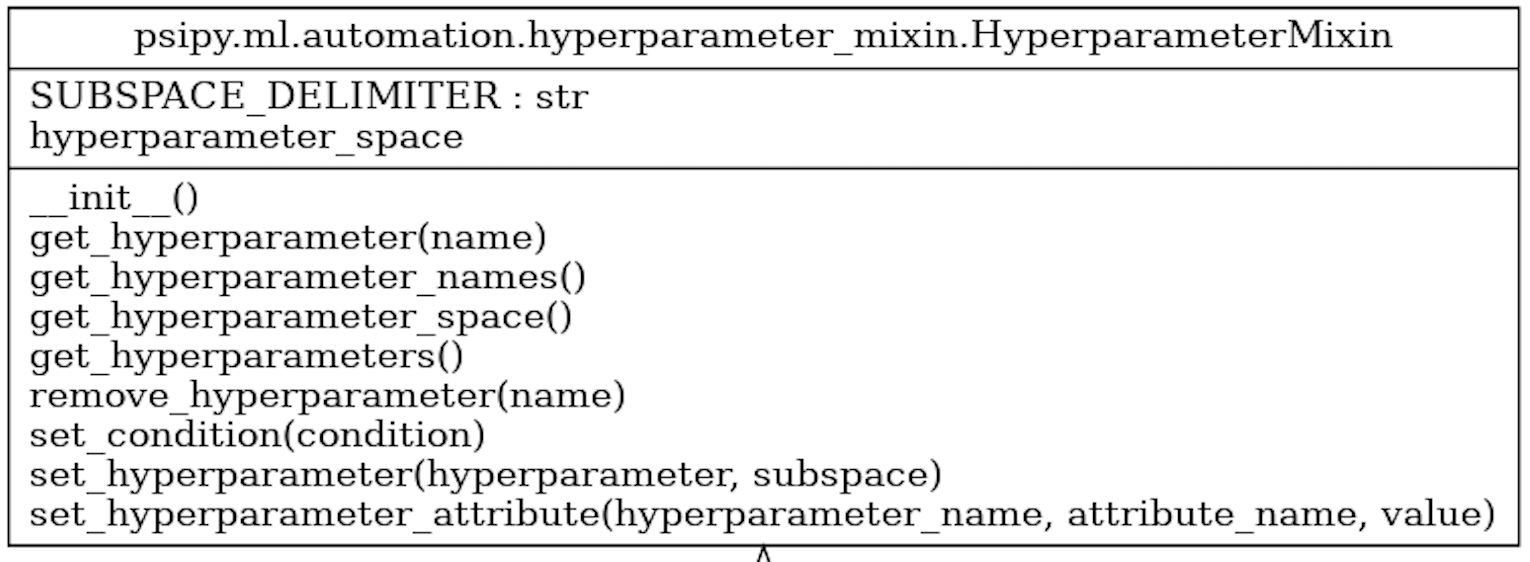 psipy.ml.automation.hyperparameter_mixin.HyperparameterMixin
SUBSPACE_DELIMITER : str
hyperparameter_space
__init__()
get_hyperparameter(name)
get_hyperparameter_names()
get_hyperparameter_space()
get_hyperparameters()
remove_hyperparameter(name)
set_condition(condition)
set_hyperparameter(hyperparameter, subspace)
set_hyperparameter_attribute(hyperparameter_name, attribute_name, value)